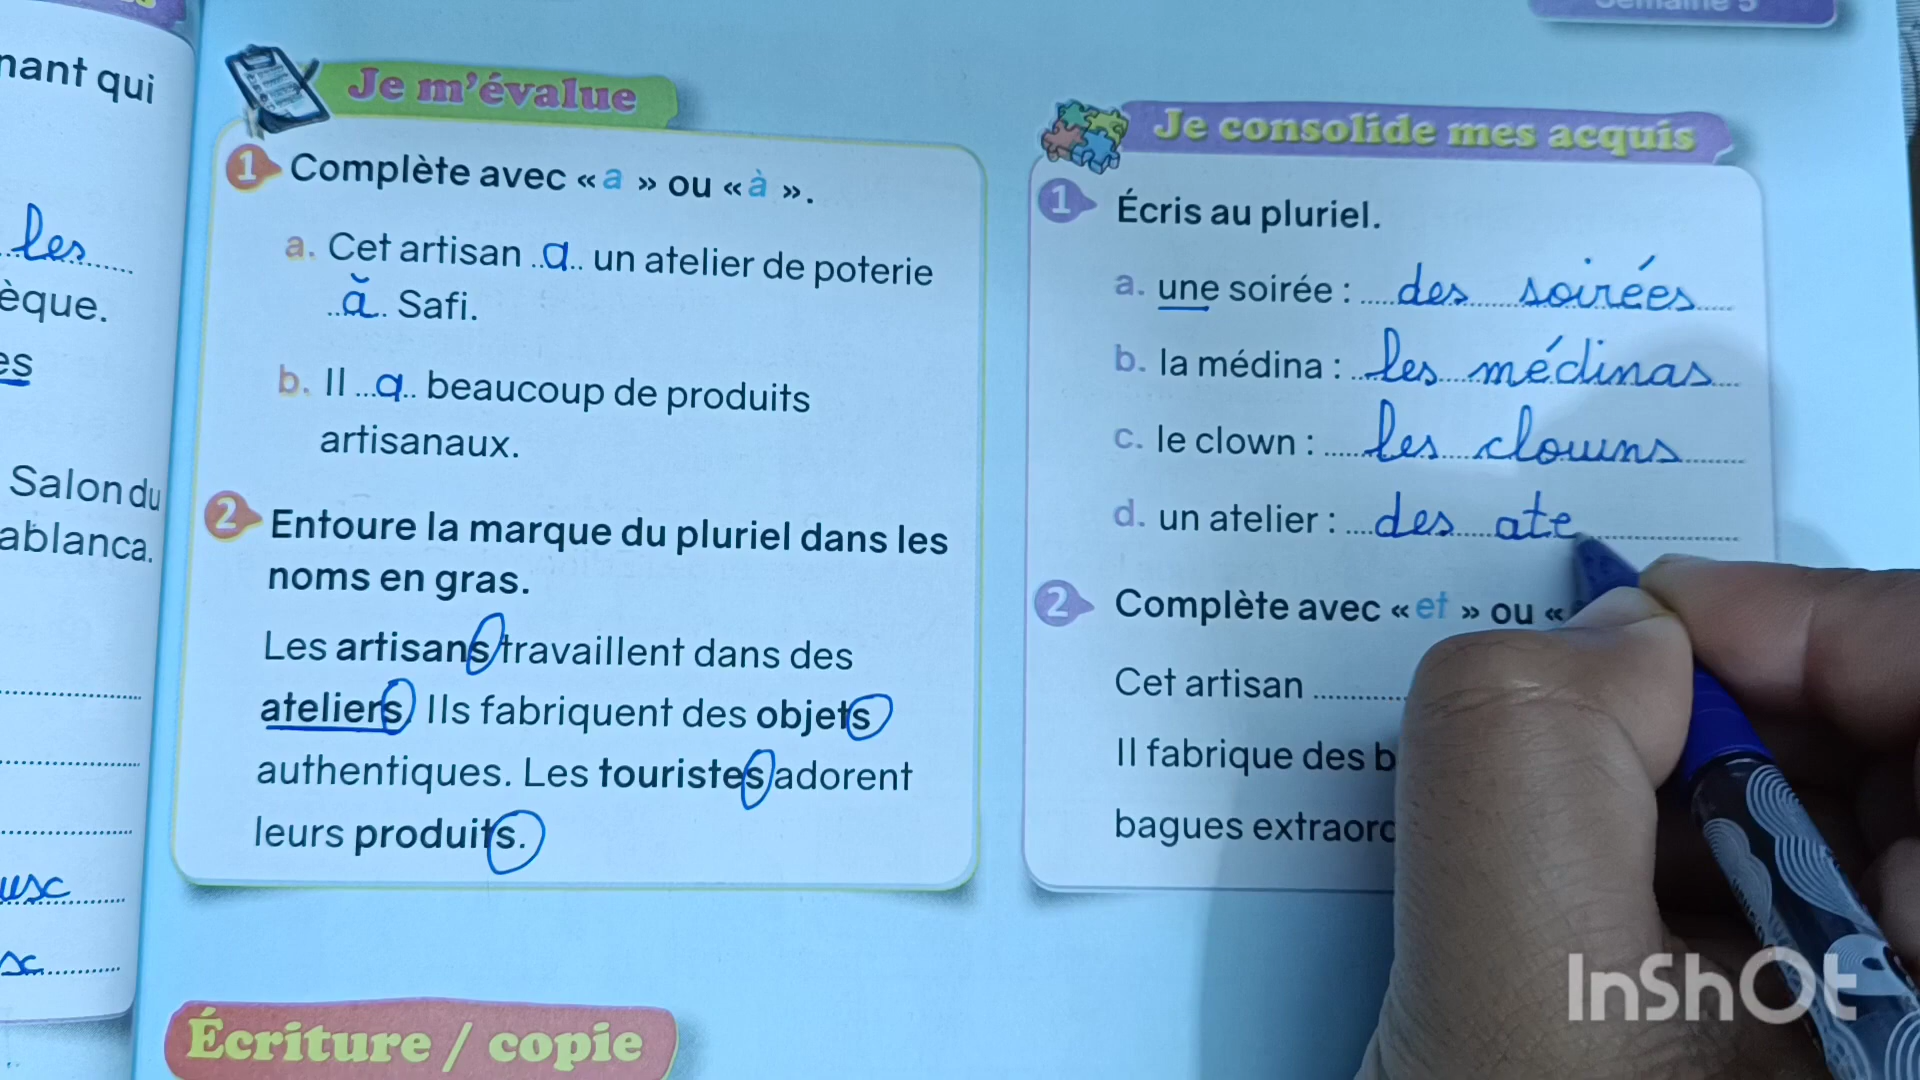 nant qui
les
èque.
es
Salon du
ablanca.
Je m'évalue
1 Complète avec « a » ou « à ».
a. Cet artisan ..a.. un atelier de poterie
..à.. Safi.
b. Il ...a.. beaucoup de produits
artisanaux.
2 Entoure la marque du pluriel dans les
noms en gras.
Les artisans travaillent dans des
ateliers. Ils fabriquent des objets
authentiques. Les touristes adorent
leurs produits.
Écriture / copie
Semaine 5
Je consolide mes acquis
1 Écris au pluriel.
a. une soirée : des soirées
b. la médina : les médinas
c. le clown : les clowns
d. un atelier : des ate
2 Complète avec « et » ou «
Cet artisan
Il fabrique des b
bagues extraord
InShOt